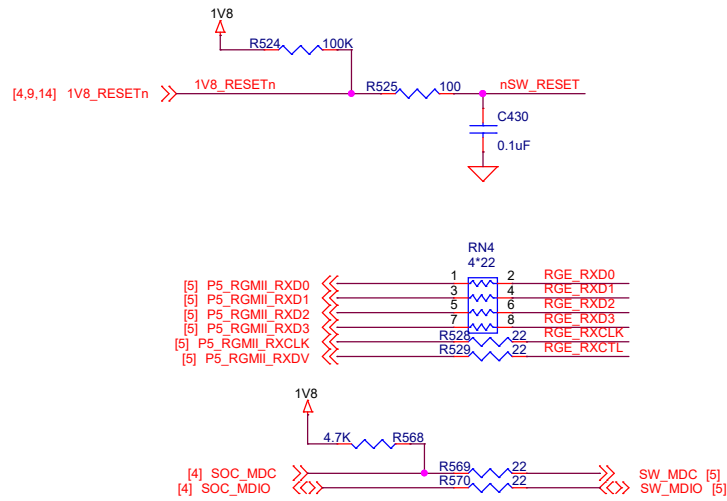 1V8
R524 100K
[4,9,14] 1V8_RESETn 1V8_RESETn R525 100 nSW_RESET
C430
0.1uF
RN4
4*22
[5] P5_RGMII_RXD0 1 2 RGE_RXD0
[5] P5_RGMII_RXD1 3 4 RGE_RXD1
[5] P5_RGMII_RXD2 5 6 RGE_RXD2
[5] P5_RGMII_RXD3 7 8 RGE_RXD3
[5] P5_RGMII_RXCLK R528 22 RGE_RXCLK
[5] P5_RGMII_RXDV R529 22 RGE_RXCTL
1V8
4.7K R568
[4] SOC_MDC R569 22 SW_MDC [5]
[4] SOC_MDIO R570 22 SW_MDIO [5]